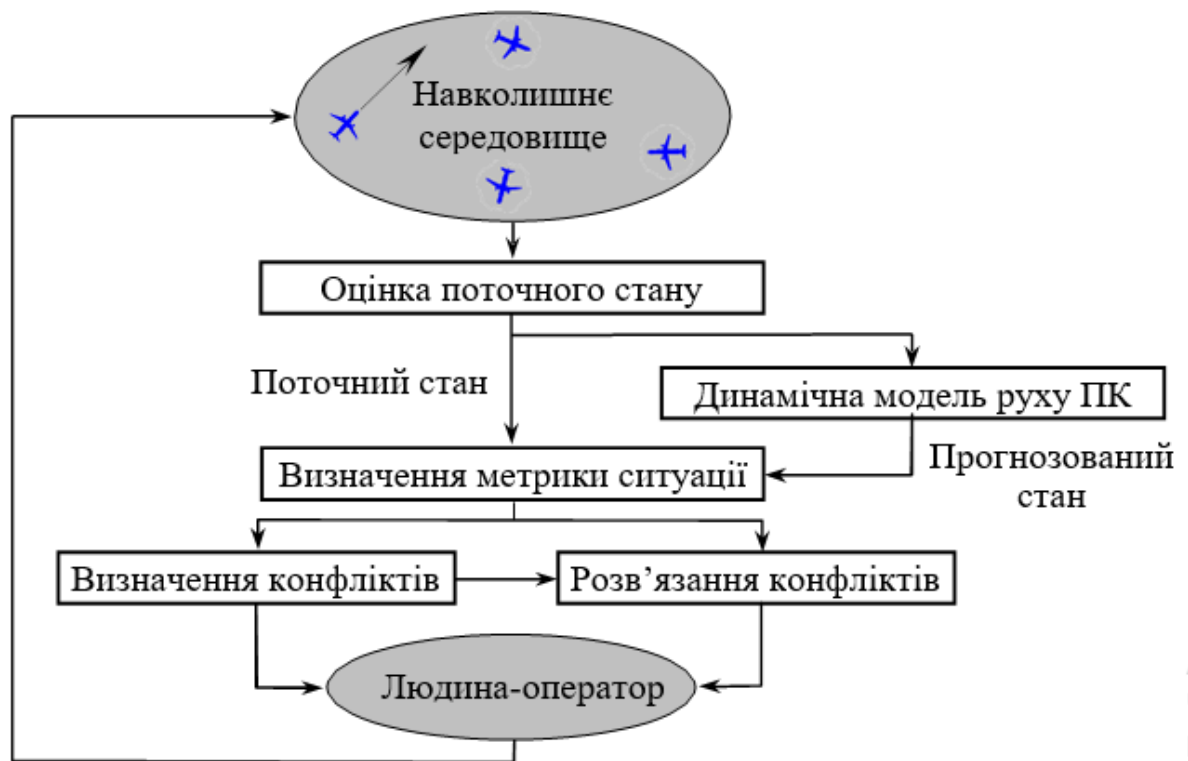 Навколишнє
середовище
Оцінка поточного стану
Поточний стан
Динамічна модель руху ПК
Прогнозований
стан
Визначення метрики ситуації
Визначення конфліктів
Розв’язання конфліктів
Людина-оператор